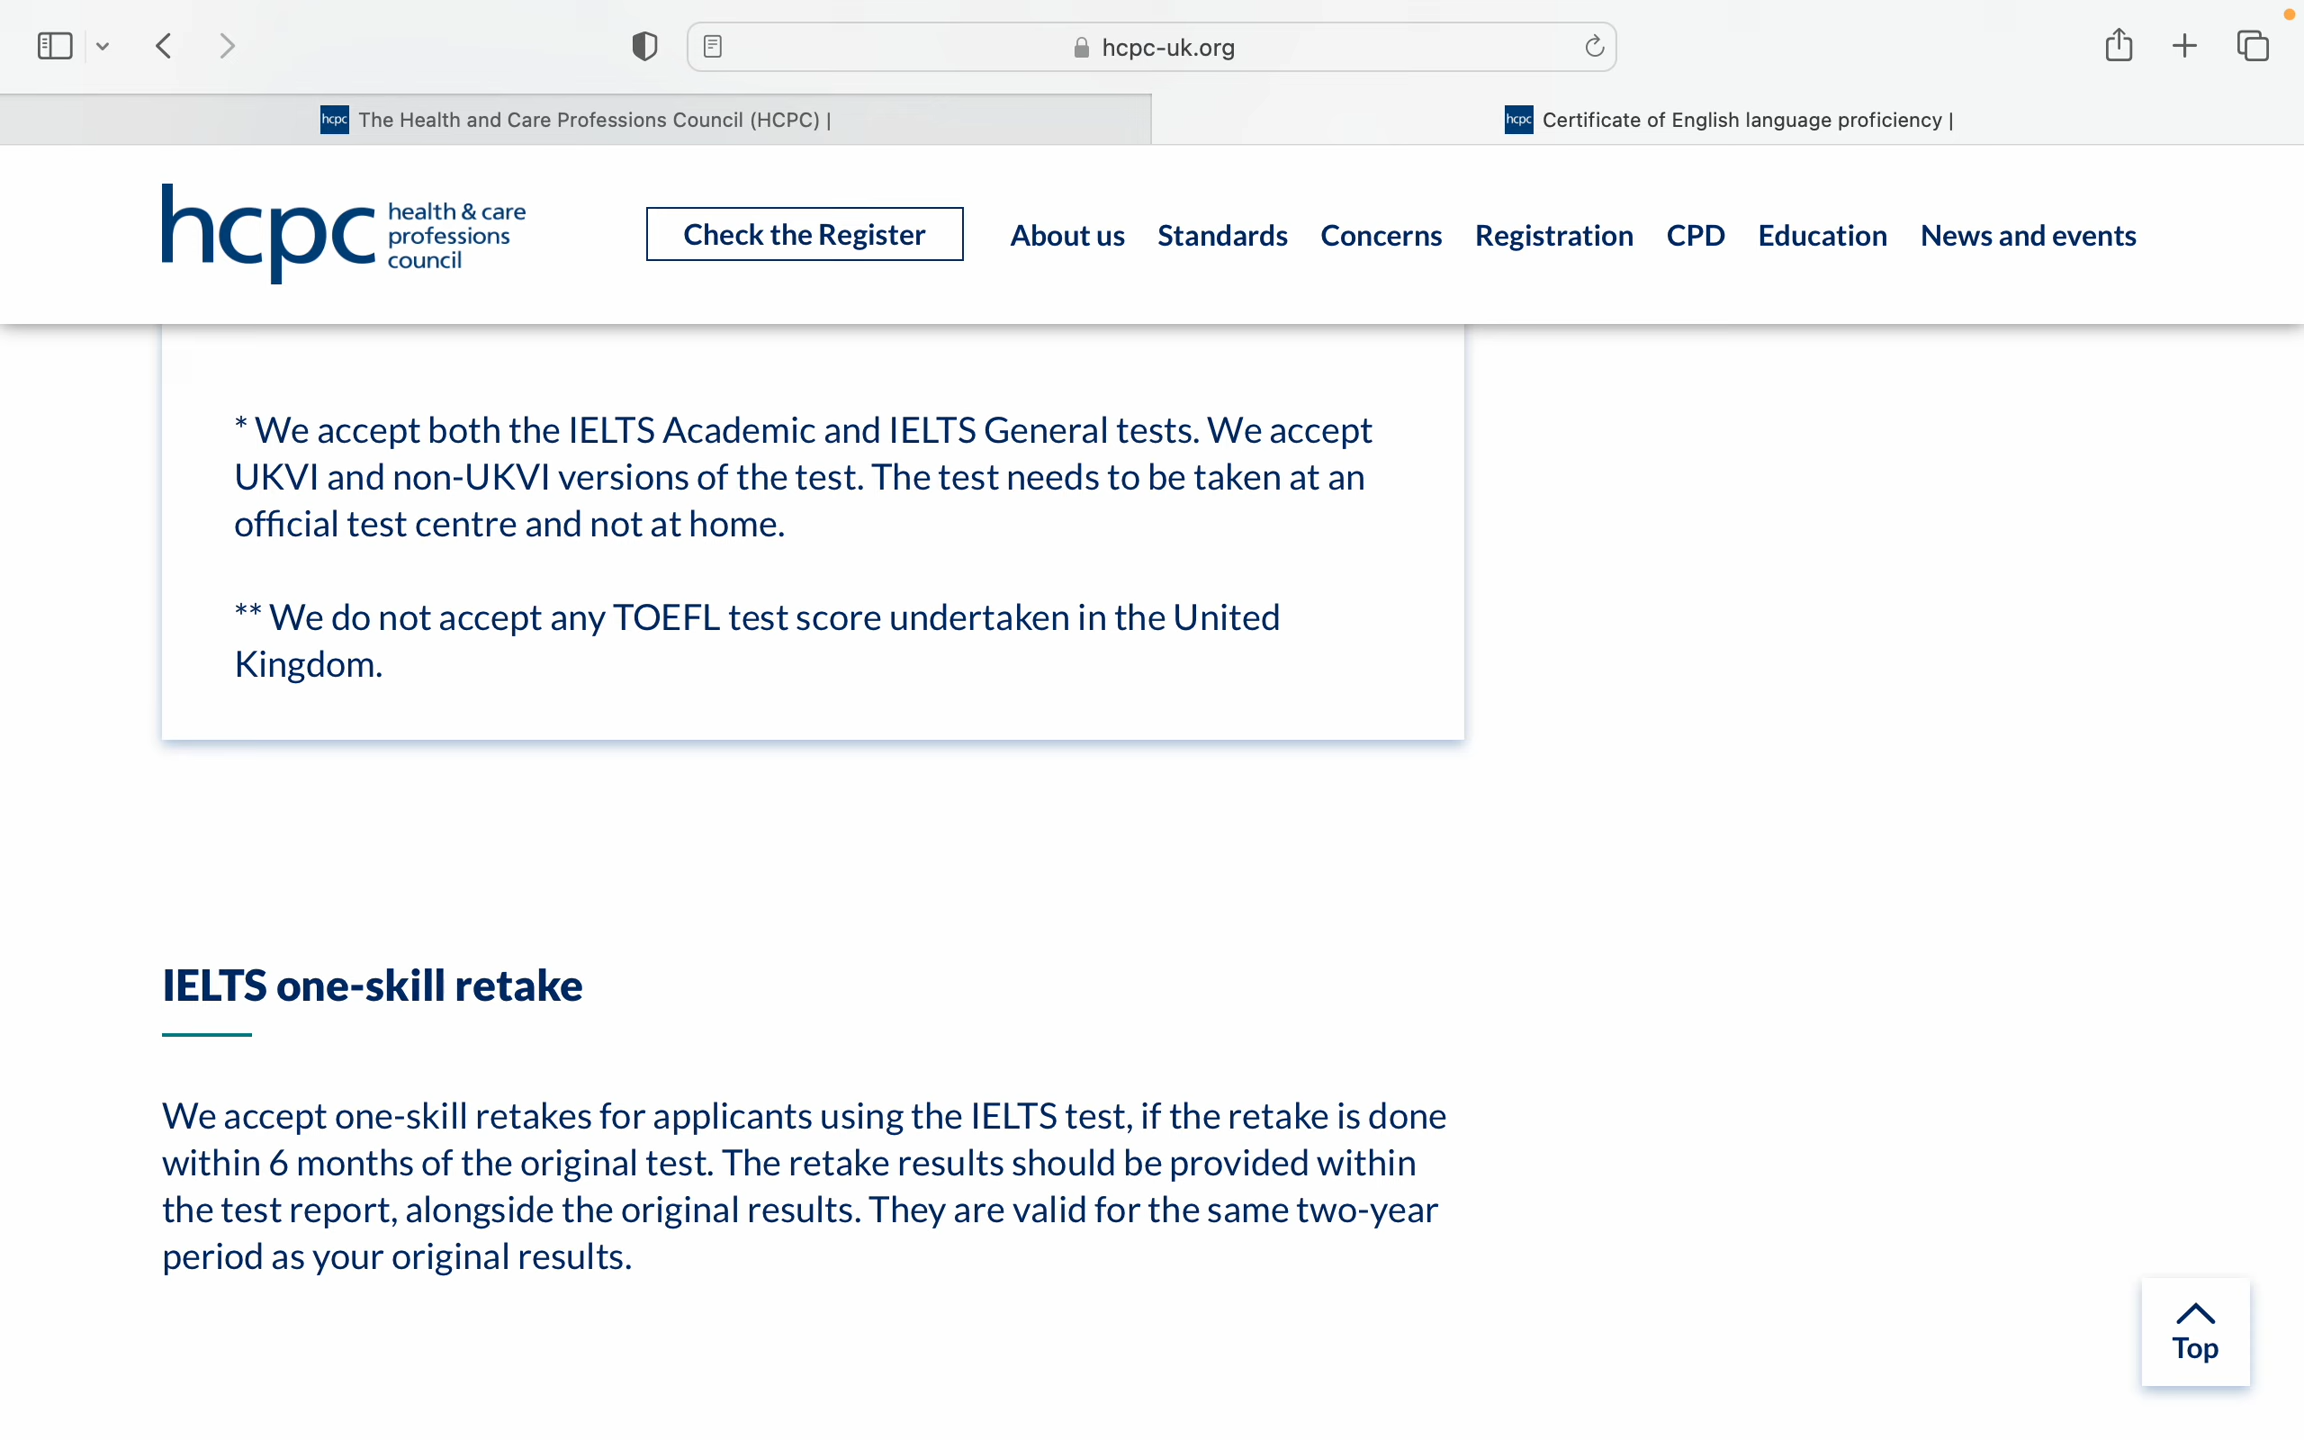 hcpc-uk.org
hcpc The Health and Care Professions Council (HCPC) |
hcpc Certificate of English language proficiency |
hcpc health & care professions council
Check the Register
About us Standards Concerns Registration CPD Education News and events
* We accept both the IELTS Academic and IELTS General tests. We accept
UKVI and non-UKVI versions of the test. The test needs to be taken at an
official test centre and not at home.
** We do not accept any TOEFL test score undertaken in the United
Kingdom.
IELTS one-skill retake
We accept one-skill retakes for applicants using the IELTS test, if the retake is done
within 6 months of the original test. The retake results should be provided within
the test report, alongside the original results. They are valid for the same two-year
period as your original results.
Top